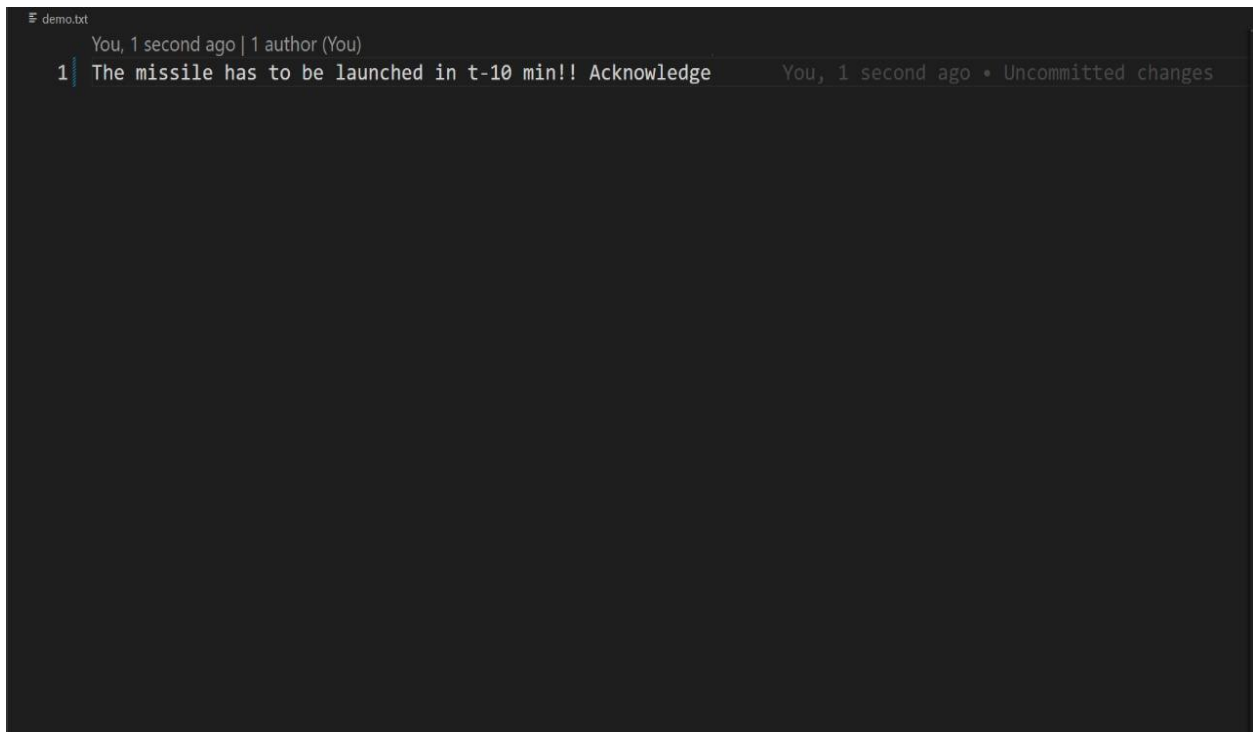 demo.txt
You, 1 second ago | 1 author (You)
1 The missile has to be launched in t-10 min!! Acknowledge You, 1 second ago • Uncommitted changes